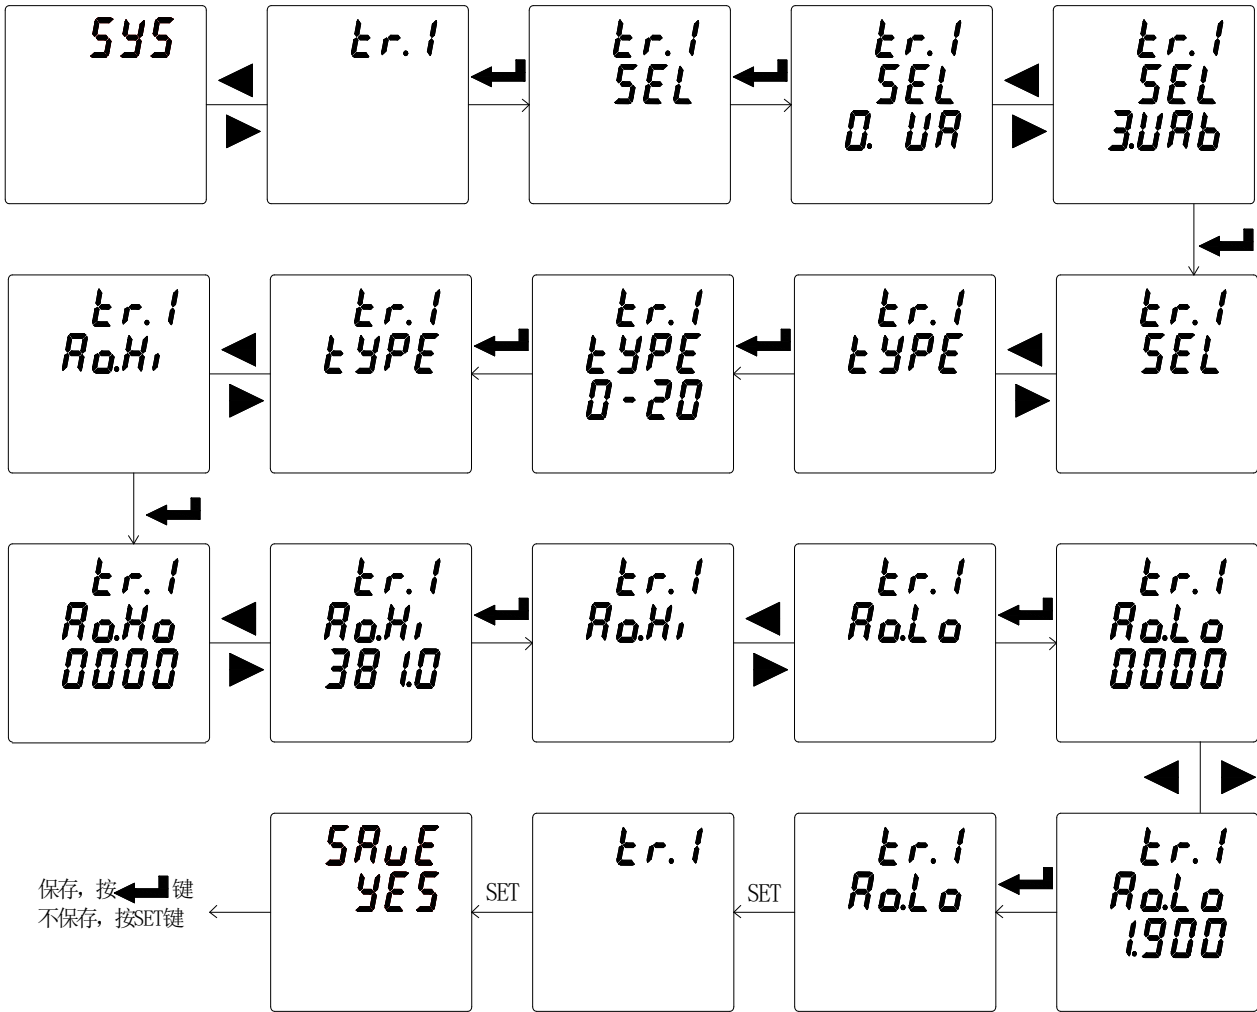 SYS
tr.1
tr.1
SEL
tr.1
SEL
0. UA
tr.1
SEL
3.UAb
tr.1
Ao.Hi
tr.1
tYPE
tr.1
tYPE
0-20
tr.1
tYPE
tr.1
SEL
tr.1
Ao.Ho
0000
tr.1
Ao.Hi
381.0
tr.1
Ao.Hi
tr.1
Ao.Lo
tr.1
Ao.Lo
0000
保存，按键
不保存，按SET键
SAvE
YES
SET
tr.1
SET
tr.1
Ao.Lo
tr.1
Ao.Lo
1.900